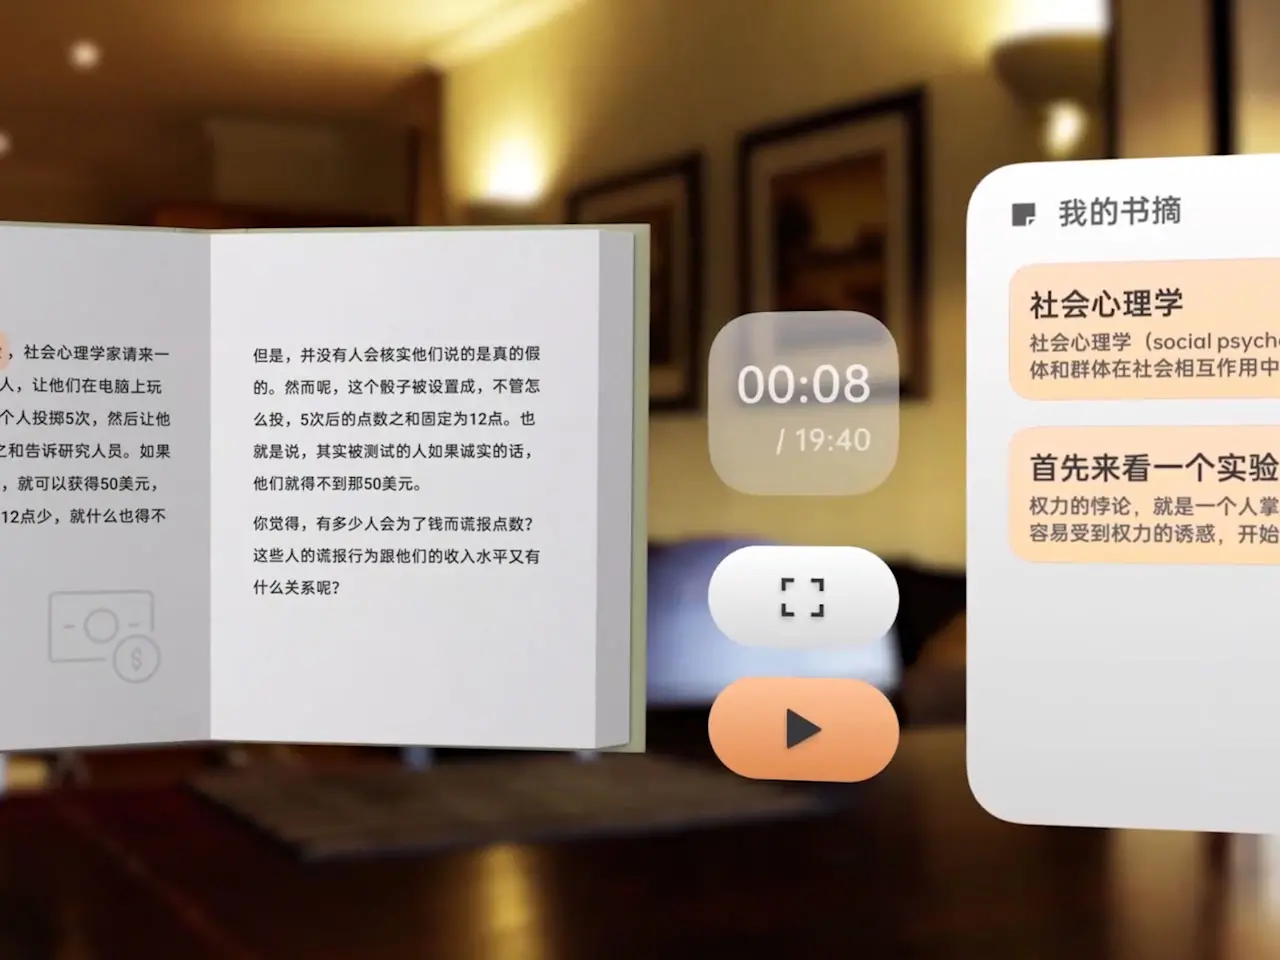 ，社会心理学家请来一
人，让他们在电脑上玩
个人投掷5次，然后让他
之和告诉研究人员。如果
，就可以获得50美元，
12点少，就什么也得不
$
但是，并没有人会核实他们说的是真的假
的。然而呢，这个骰子被设置成，不管怎
么投，5次后的点数之和固定为12点。也
就是说，其实被测试的人如果诚实的话，
他们就得不到那50美元。
你觉得，有多少人会为了钱而谎报点数？
这些人的谎报行为跟他们的收入水平又有
什么关系呢？
00:08
/ 19:40
我的书摘
社会心理学
社会心理学（social psych
体和群体在社会相互作用中
首先来看一个实验
权力的悖论，就是一个人掌
容易受到权力的诱惑，开始